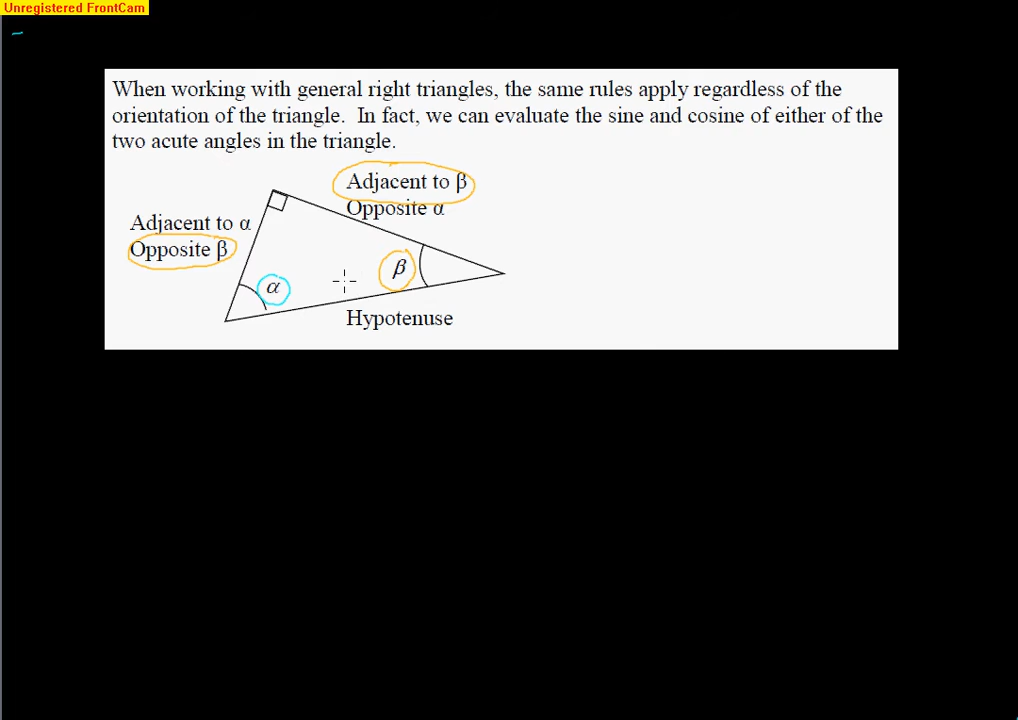 Unregistered FrontCam
When working with general right triangles, the same rules apply regardless of the
orientation of the triangle.  In fact, we can evaluate the sine and cosine of either of the
two acute angles in the triangle.
Adjacent to β
Opposite α
Adjacent to α
Opposite β
β
α
Hypotenuse